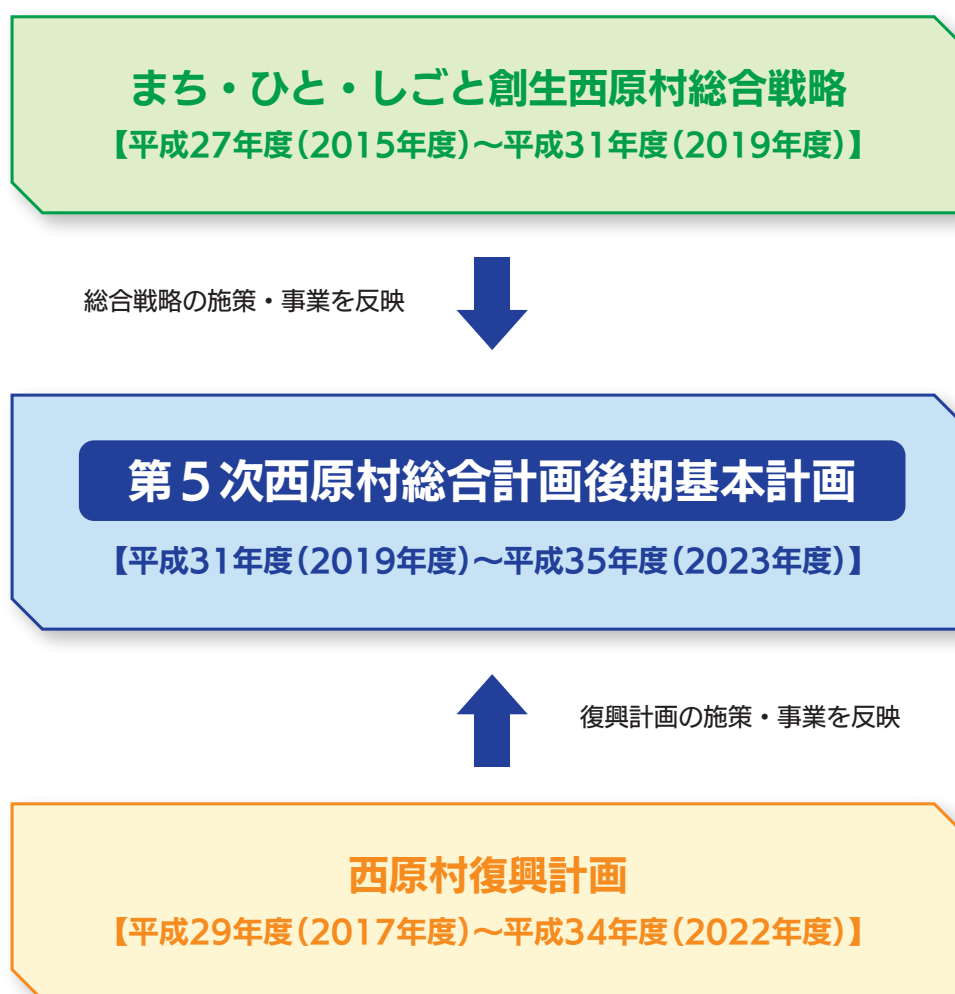 まち・ひと・しごと創生西原村総合戦略
【平成27年度(2015年度)～平成31年度(2019年度)】
総合戦略の施策・事業を反映
第5次西原村総合計画後期基本計画
【平成31年度(2019年度)～平成35年度(2023年度)】
復興計画の施策・事業を反映
西原村復興計画
【平成29年度(2017年度)～平成34年度(2022年度)】